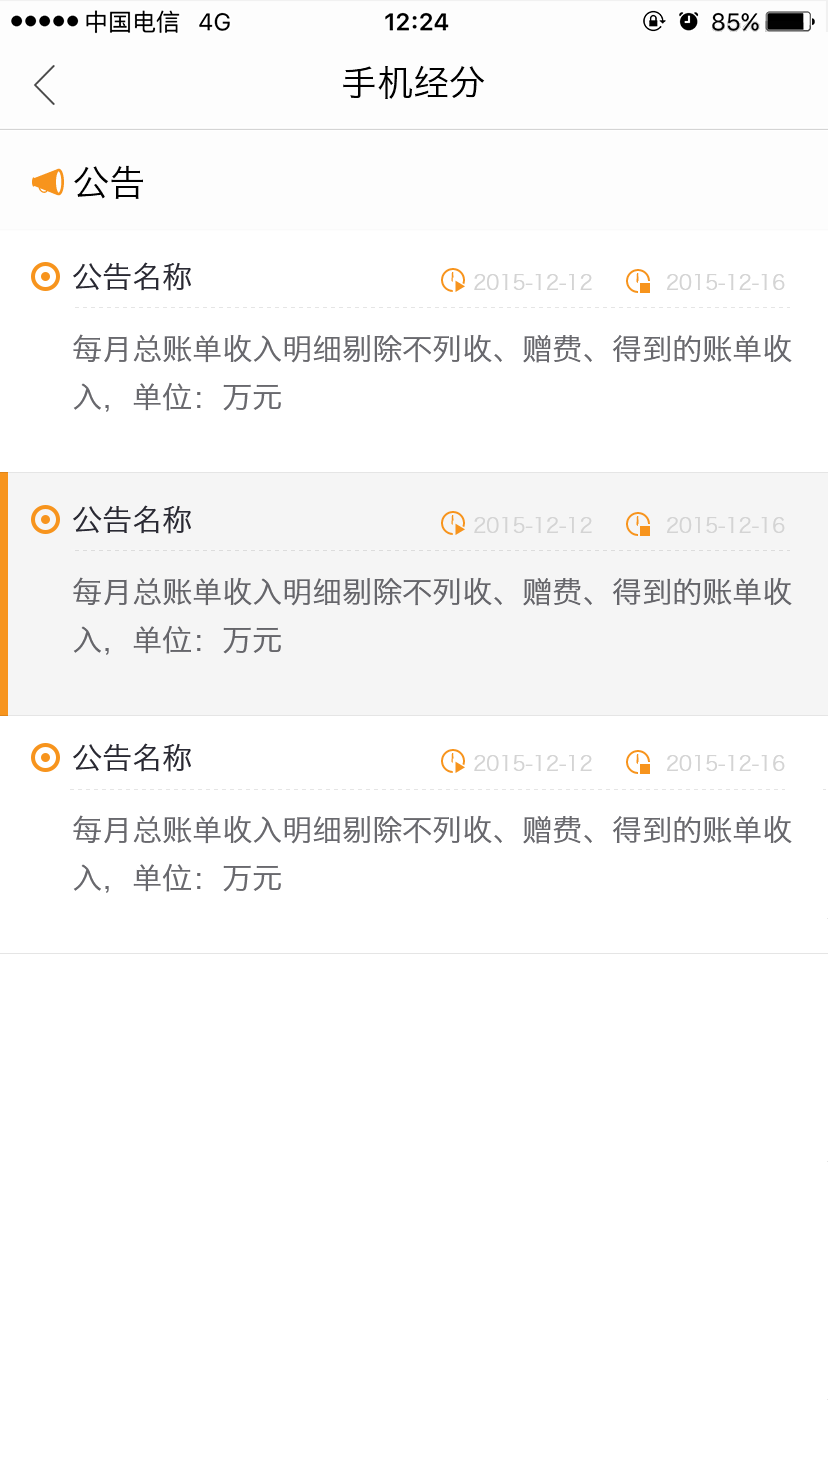 中国电信 4G 12:24 85%
手机经分
公告
公告名称 2015-12-12 2015-12-16
每月总账单收入明细剔除不列收、赠费、得到的账单收
入，单位：万元
公告名称 2015-12-12 2015-12-16
每月总账单收入明细剔除不列收、赠费、得到的账单收
入，单位：万元
公告名称 2015-12-12 2015-12-16
每月总账单收入明细剔除不列收、赠费、得到的账单收
入，单位：万元